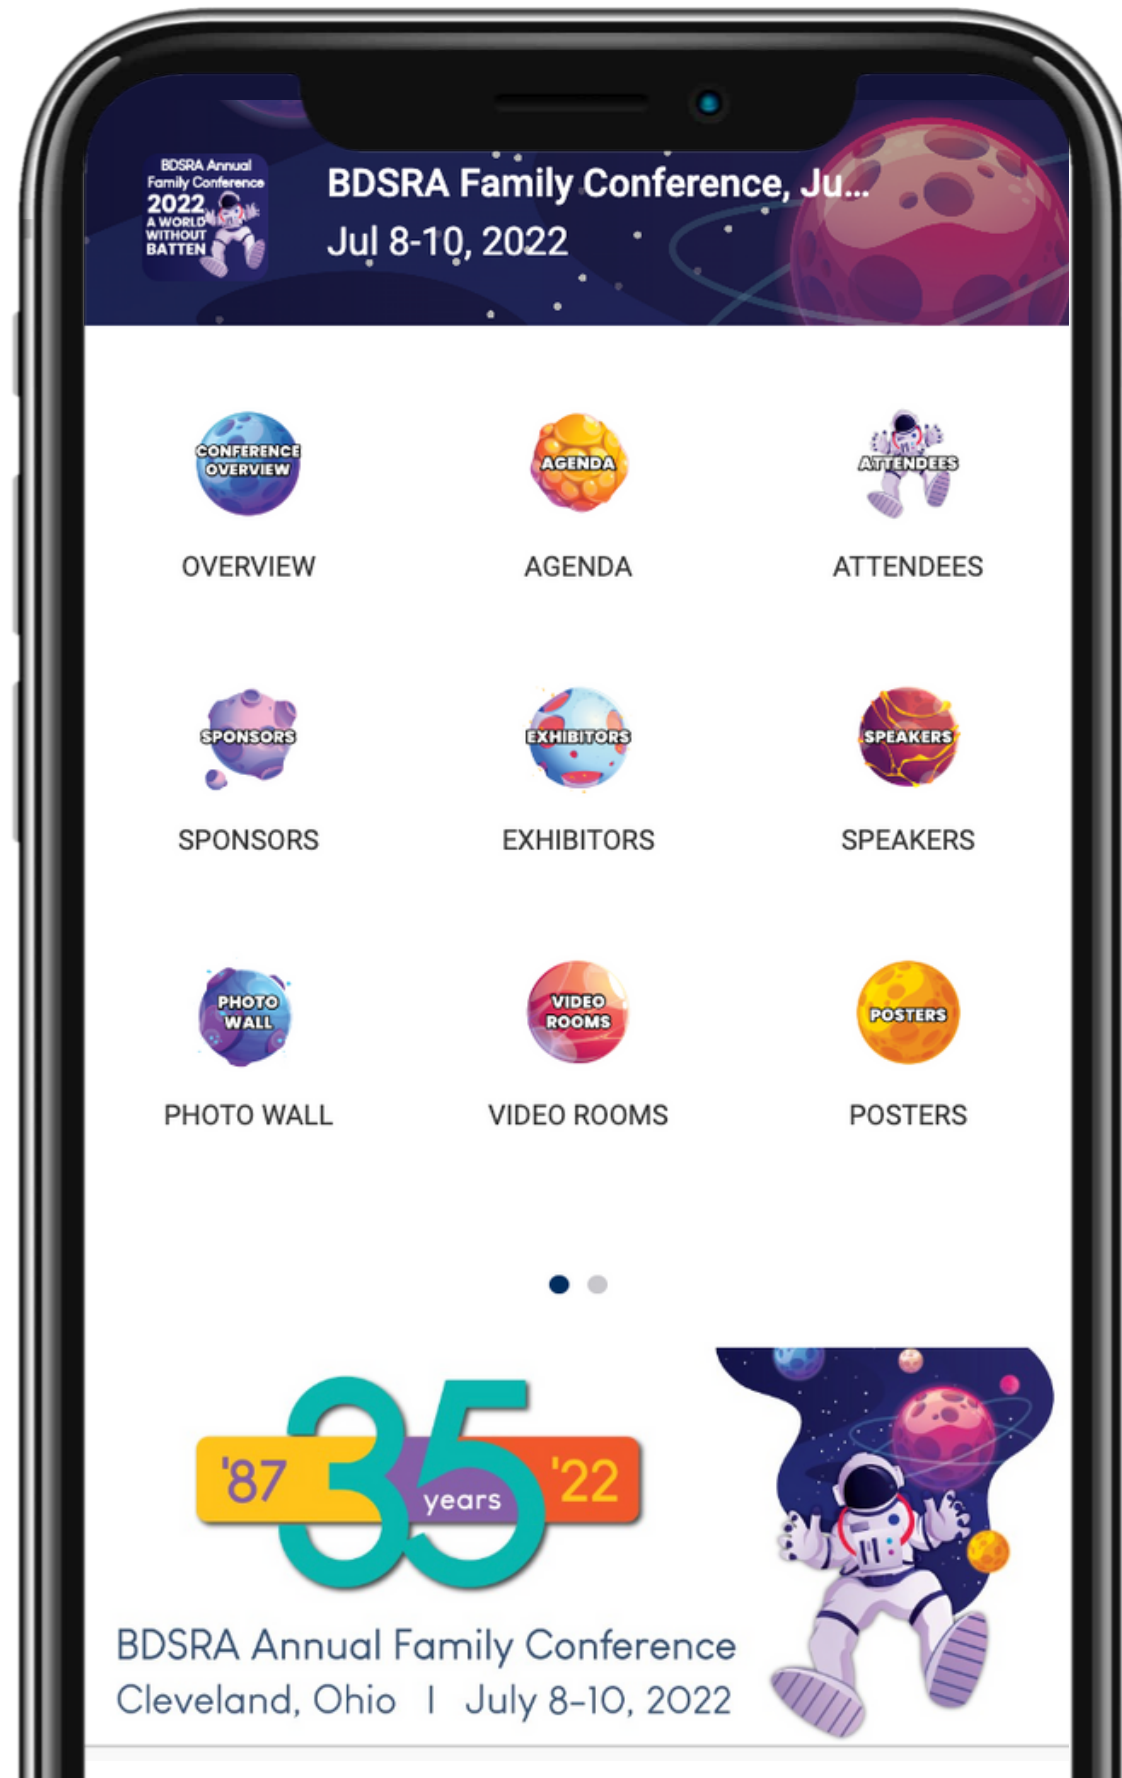 BDSRA Annual
Family Conference
2022
A WORLD
WITHOUT
BATTEN
BDSRA Family Conference, Ju...
Jul 8-10, 2022
CONFERENCE
OVERVIEW
OVERVIEW
AGENDA
AGENDA
ATTENDEES
ATTENDEES
SPONSORS
SPONSORS
EXHIBITORS
EXHIBITORS
SPEAKERS
SPEAKERS
PHOTO
WALL
PHOTO WALL
VIDEO
ROOMS
VIDEO ROOMS
POSTERS
POSTERS
'87 35 years '22
BDSRA Annual Family Conference
Cleveland, Ohio | July 8-10, 2022